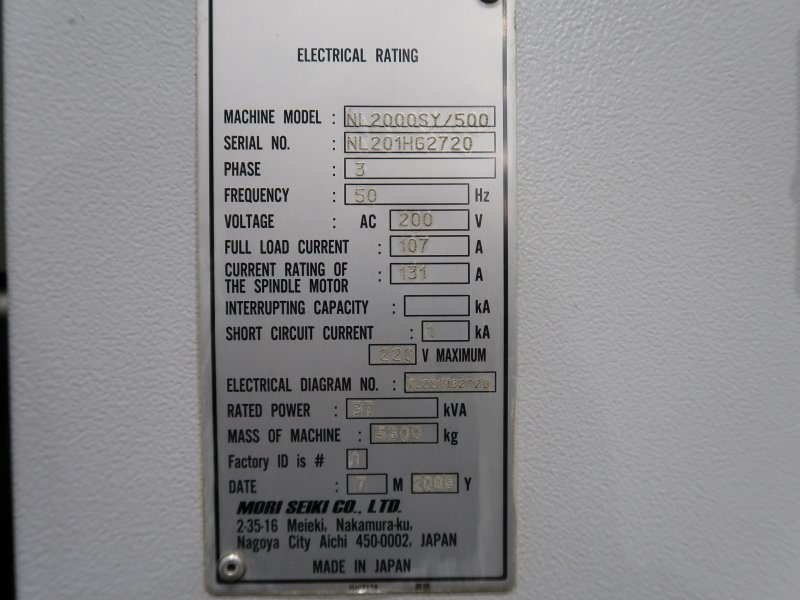 ELECTRICAL RATING
MACHINE MODEL : NL2000SY/500
SERIAL NO. : NL201HG2720
PHASE : 3
FREQUENCY : 50 Hz
VOLTAGE : AC 200 V
FULL LOAD CURRENT : 107 A
CURRENT RATING OF
THE SPINDLE MOTOR : 131 A
INTERRUPTING CAPACITY : kA
SHORT CIRCUIT CURRENT : 1 kA
220 V MAXIMUM
ELECTRICAL DIAGRAM NO. : NL201HG2720
RATED POWER : 37 kVA
MASS OF MACHINE : kg
Factory ID is # 1
DATE : 7 M Y
MORI SEIKI CO., LTD.
2-35-16 Meieki, Nakamura-ku,
Nagoya City Aichi 450-0002, JAPAN
MADE IN JAPAN